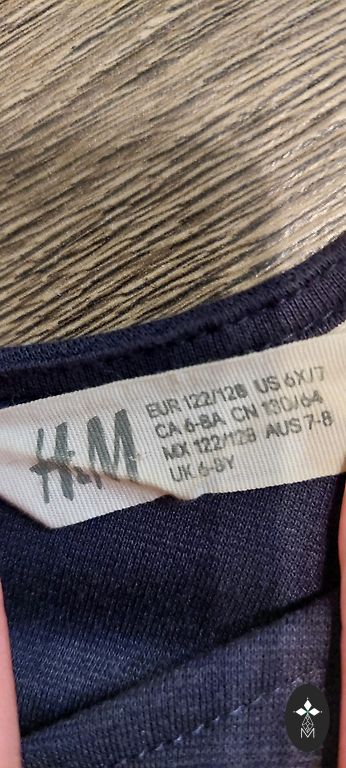 H&M
EUR 122/128 US 6X/7
CA 6-8A CN 130/64
MX 122/128 AUS 7-8
UK 6-8Y
M